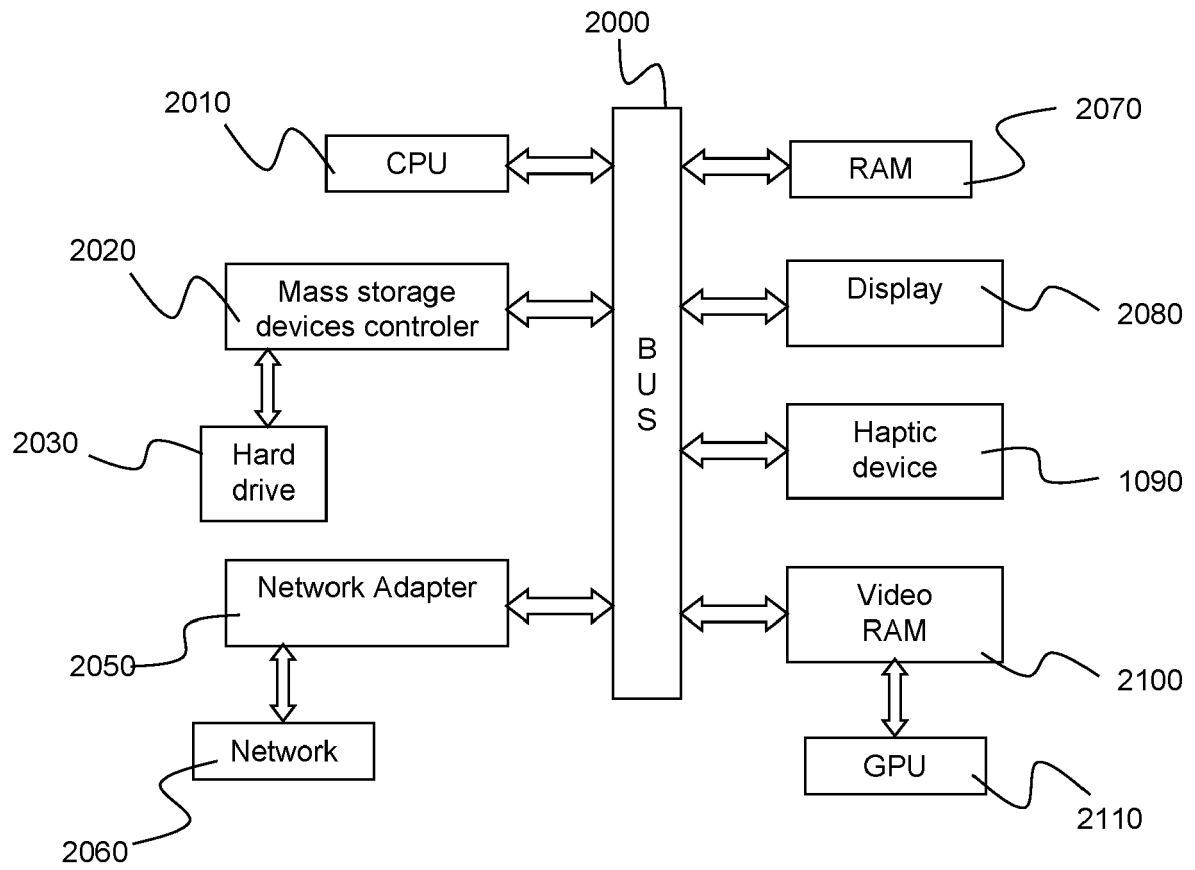 2000
2010
CPU
RAM
2070
2020
Mass storage
devices controler
Display
2080
B
U
S
2030
Hard
drive
Haptic
device
1090
Network Adapter
2050
Video
RAM
2100
Network
2060
GPU
2110